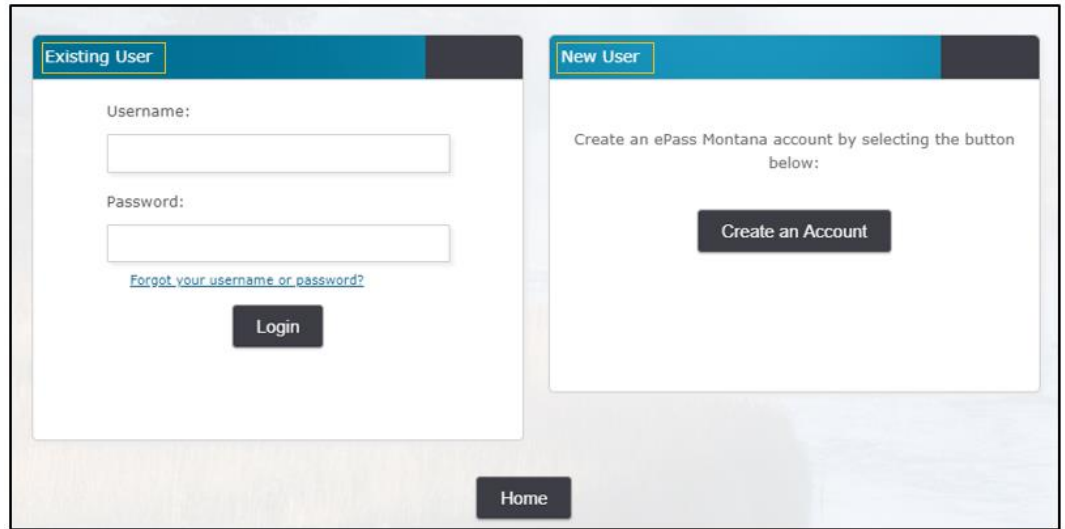 Existing User
Username:
Password:
Forgot your username or password?
Login
New User
Create an ePass Montana account by selecting the button
below:
Create an Account
Home